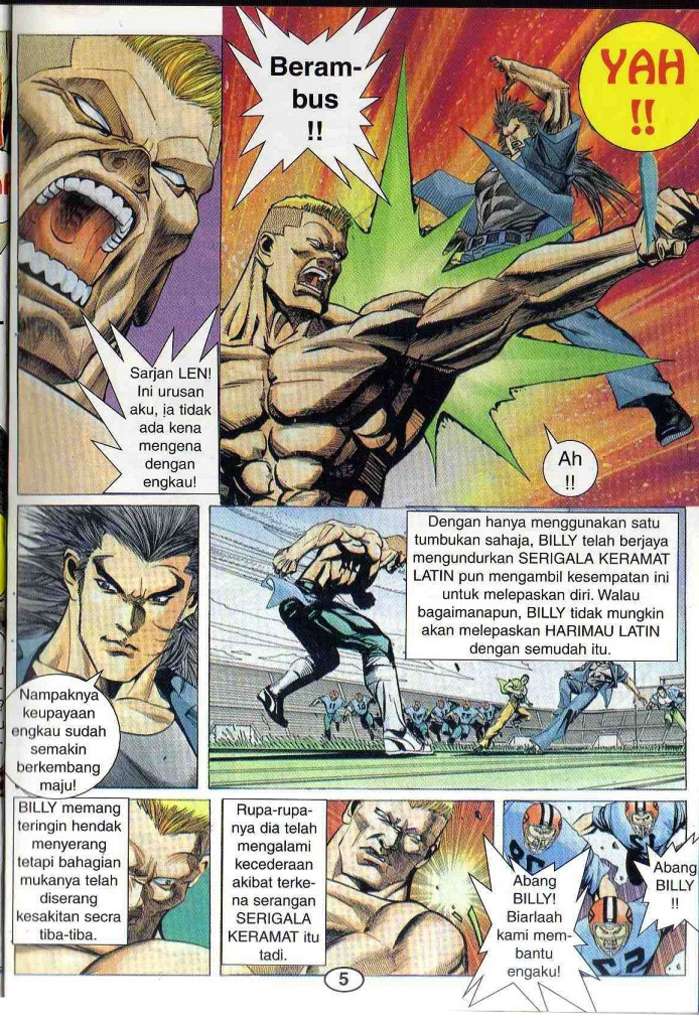 Beram-
bus
!!
YAH
!!
Sarjan LEN!
Ini urusan
aku, ia tidak
ada kena
mengena
dengan
engkau!
Ah
!!
Nampaknya
keupayaan
engkau sudah
semakin
berkembang
maju!
Dengan hanya menggunakan satu
tumbukan sahaja, BILLY telah berjaya
mengundurkan SERIGALA KERAMAT
LATIN pun mengambil kesempatan ini
untuk melepaskan diri. Walau
bagaimanapun, BILLY tidak mungkin
akan melepaskan HARIMAU LATIN
dengan semudah itu.
BILLY memang
teringin hendak
menyerang
tetapi bahagian
mukanya telah
diserang
kesakitan secra
tiba-tiba.
Rupa-rupa-
nya dia telah
mengalami
kecederaan
akibat terke-
na serangan
SERIGALA
KERAMAT itu
tadi.
Abang
BILLY!
Biarlaah
kami mem-
bantu
engaku!
Abang
BILLY
!!
5